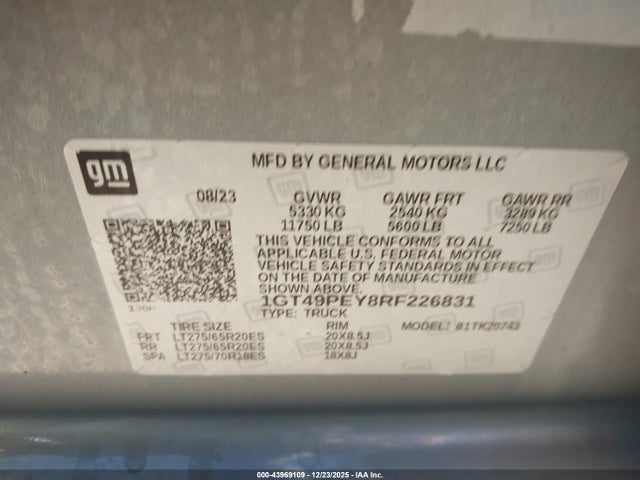 gm
MFD BY GENERAL MOTORS LLC
08/23 GVWR GAWR FRT GAWR RR
5330 KG 2540 KG 3289 KG
11750 LB 5600 LB 7250 LB
THIS VEHICLE CONFORMS TO ALL
APPLICABLE U.S. FEDERAL MOTOR
VEHICLE SAFETY STANDARDS IN EFFECT
ON THE DATE OF MANUFACTURE
SHOWN ABOVE
1GT49PEY8RF226831
TYPE: TRUCK
TIRE SIZE RIM MODEL: 81TK20743
FRT LT275/65R20ES 20X8.5J
RR LT275/65R20ES 20X8.5J
SPA LT275/70R18ES 18X8J
000-43969109 - 12/23/2025 - IAA Inc.